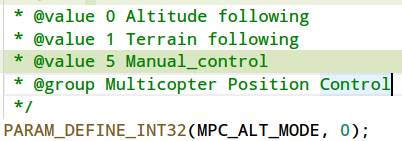 * @value 0 Altitude following
* @value 1 Terrain following
* @value 5 Manual_control
* @group Multicopter Position Control
*/
PARAM_DEFINE_INT32(MPC_ALT_MODE, 0);